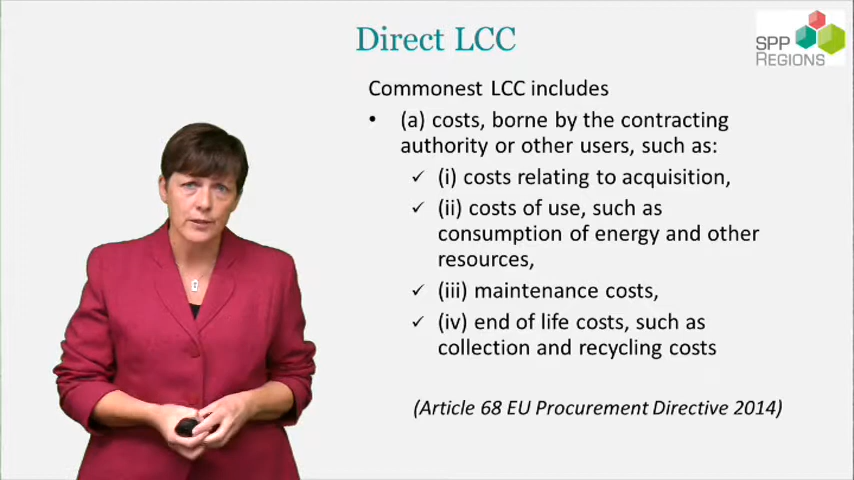 Direct LCC
SPP
REGIONS
Commonest LCC includes
• (a) costs, borne by the contracting
authority or other users, such as:
✓ (i) costs relating to acquisition,
✓ (ii) costs of use, such as
consumption of energy and other
resources,
✓ (iii) maintenance costs,
✓ (iv) end of life costs, such as
collection and recycling costs
(Article 68 EU Procurement Directive 2014)